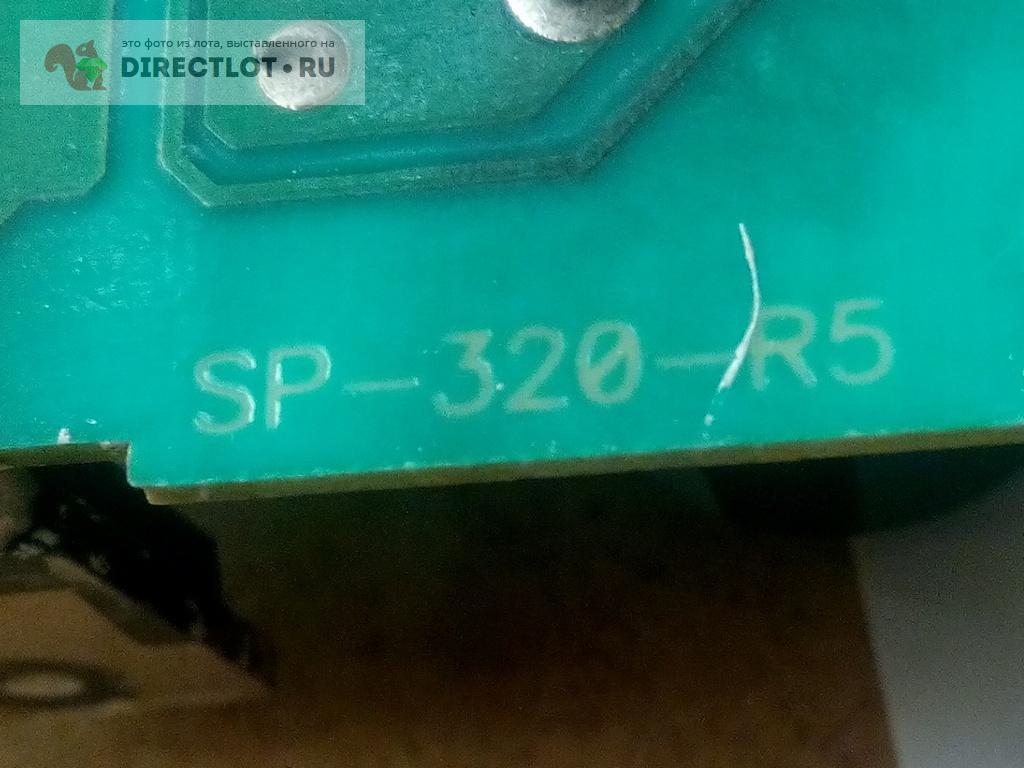 это фото из лота, выставленного на
DIRECTLOT•RU
SP-320-R5